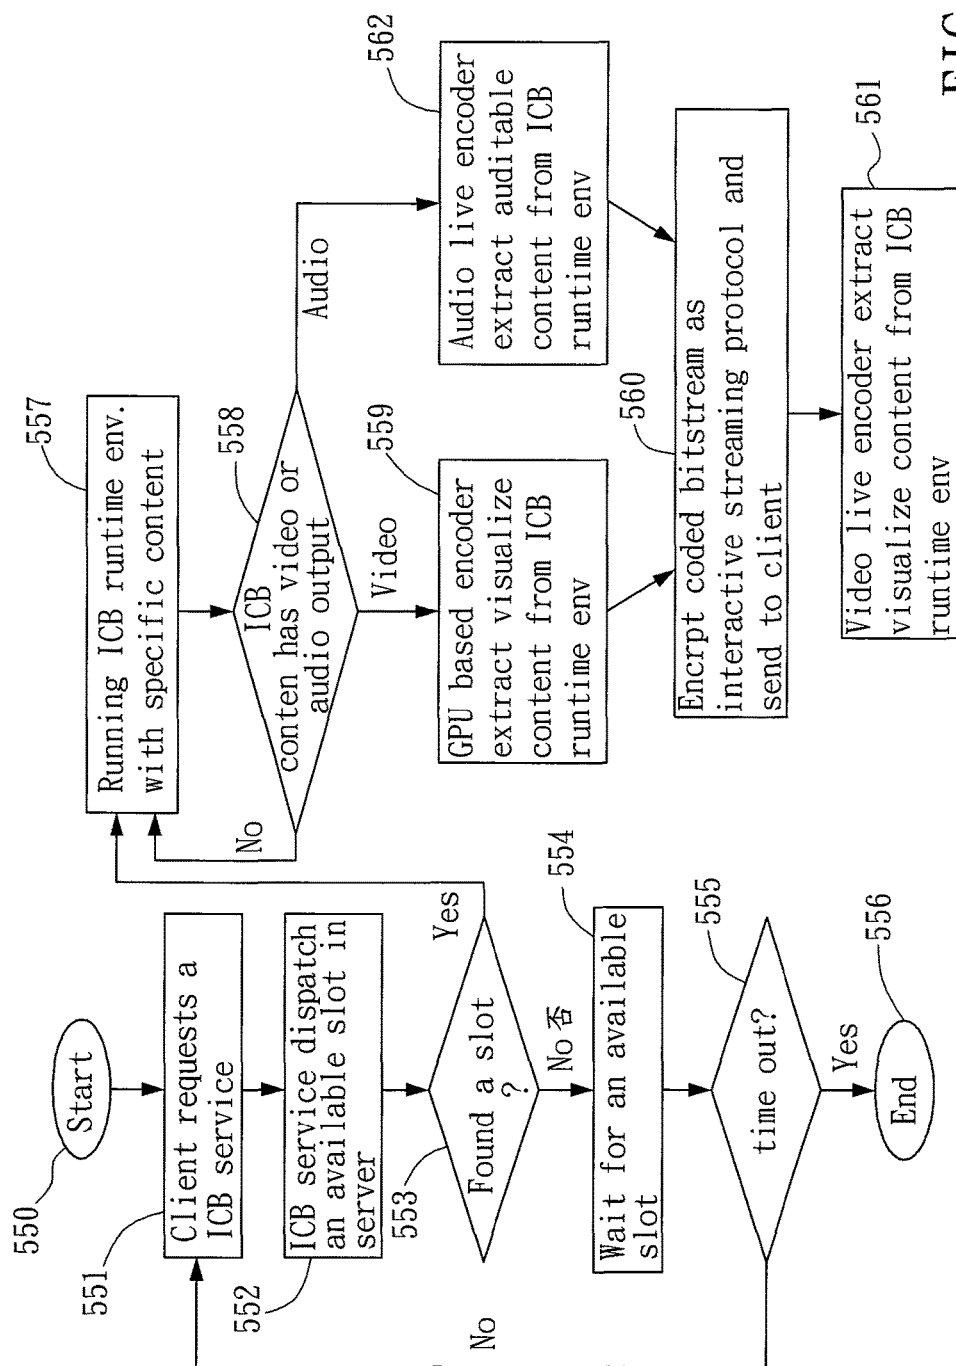 550
Start
551
Client requests a
ICB service
552
ICB service dispatch
an available slot in
server
553
Found a slot
?
Yes
No 否
554
Wait for an available
slot
555
time out?
No
Yes
556
End
557
Running ICB runtime env.
with specific content
558
ICB
conten has video or
audio output
No
Video
Audio
559
GPU based encoder
extract visualize
content from ICB
runtime env
562
Audio live encoder
extract auditable
content from ICB
runtime env
560
Encrpt coded bitstream as
interactive streaming protocol and
send to client
561
Video live encoder extract
visualize content from ICB
runtime env
FIG